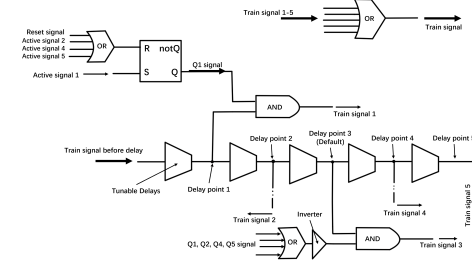 Train signal 1-5
OR
Train signal
Reset signal
Active signal 2
Active signal 4
Active signal 5
OR
R notQ
S Q
Active signal 1
Q1 signal
AND
Train signal 1
Train signal before delay
Tunable Delays
Delay point 1
Delay point 2
Delay point 3
(Default)
Delay point 4
Delay point
Train signal 2
Train signal 4
Train signal 5
Inverter
Q1, Q2, Q4, Q5 signal
OR
AND
Train signal 3